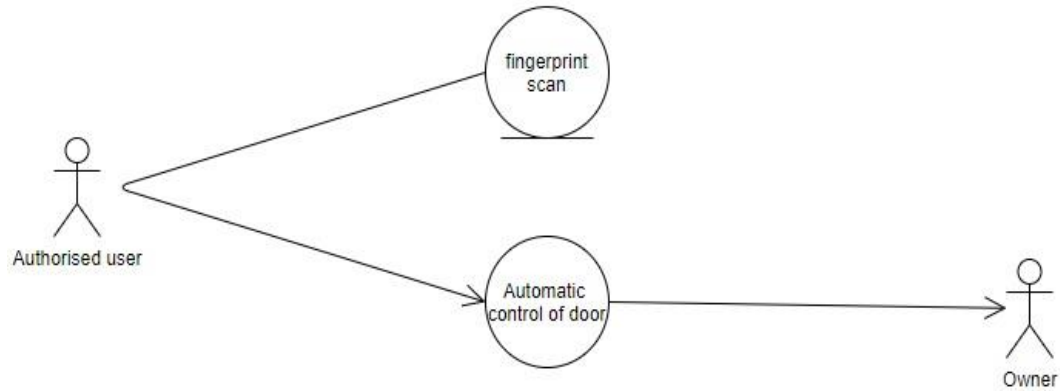 fingerprint
scan
Authorised user
Automatic
control of door
Owner